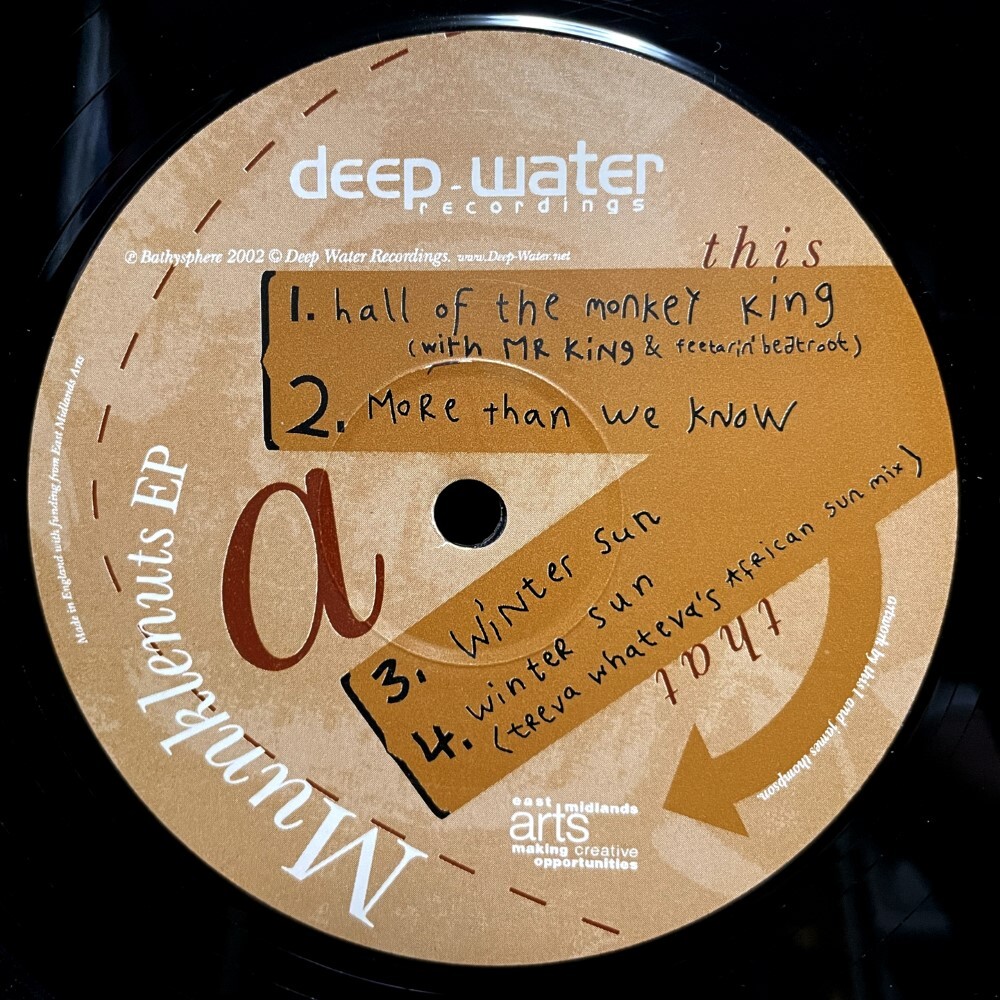 deep-water
recordings
℗ Bathysphere 2002 © Deep Water Recordings. www.Deep-Water.net
this
1. hall of the monkey king
(with MR KiNg & feetarin' beatroot)
2. MoRe than we kNoW
a
3. WiNter sun
4. winteR sun
(tReva whateva's AfRican sun mix)
that
Munklenuts EP
Made in England with funding from East Midlands Arts
artwork by this 1 and james thompson.
east midlands
arts
making creative
opportunities